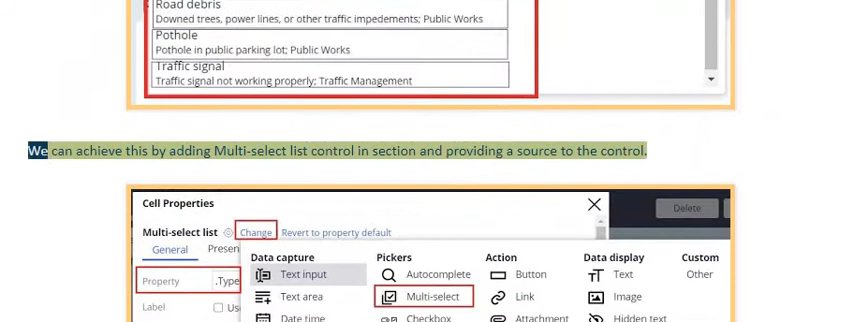 Road debris
Downed trees, power lines, or other traffic impedements; Public Works
Pothole
Pothole in public parking lot; Public Works
Traffic signal
Traffic signal not working properly; Traffic Management
We can achieve this by adding Multi-select list control in section and providing a source to the control.
Cell Properties
Delete
Multi-select list Change Revert to property default
General Presen
Data capture Pickers Action Data display Custom
Property .Type Text input Autocomplete Button Text Other
Text area Multi-select Link Image
Label Use
Date time Checkbox Attachment Hidden text